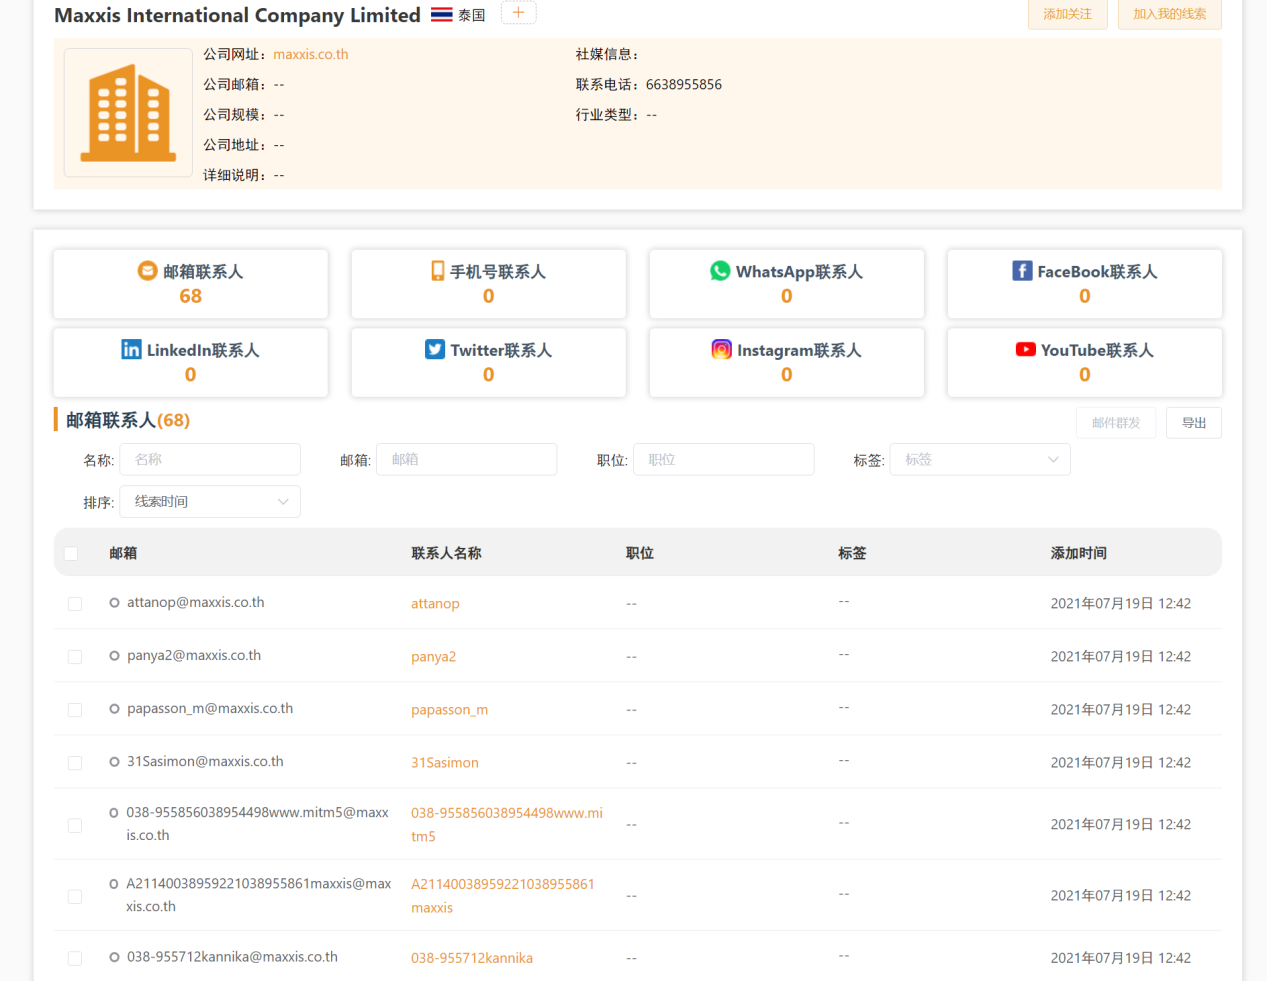 Maxxis International Company Limited 泰国 +
添加关注 加入我的线索
公司网址：maxxis.co.th 社媒信息：
公司邮箱：-- 联系电话：6638955856
公司规模：-- 行业类型：--
公司地址：--
详细说明：--
邮箱联系人 手机号联系人 WhatsApp联系人 FaceBook联系人
68 0 0 0
LinkedIn联系人 Twitter联系人 Instagram联系人 YouTube联系人
0 0 0 0
邮箱联系人(68) 邮件群发 导出
名称: 名称 邮箱: 邮箱 职位: 职位 标签: 标签
排序: 线索时间
邮箱 联系人名称 职位 标签 添加时间
attanop@maxxis.co.th attanop -- -- 2021年07月19日 12:42
panya2@maxxis.co.th panya2 -- -- 2021年07月19日 12:42
papasson_m@maxxis.co.th papasson_m -- -- 2021年07月19日 12:42
31Sasimon@maxxis.co.th 31Sasimon -- -- 2021年07月19日 12:42
038-955856038954498www.mitm5@maxx 038-955856038954498www.mi -- -- 2021年07月19日 12:42
is.co.th tm5
A21140038959221038955861maxxis@max A21140038959221038955861 -- -- 2021年07月19日 12:42
xis.co.th maxxis
038-955712kannika@maxxis.co.th 038-955712kannika -- -- 2021年07月19日 12:42